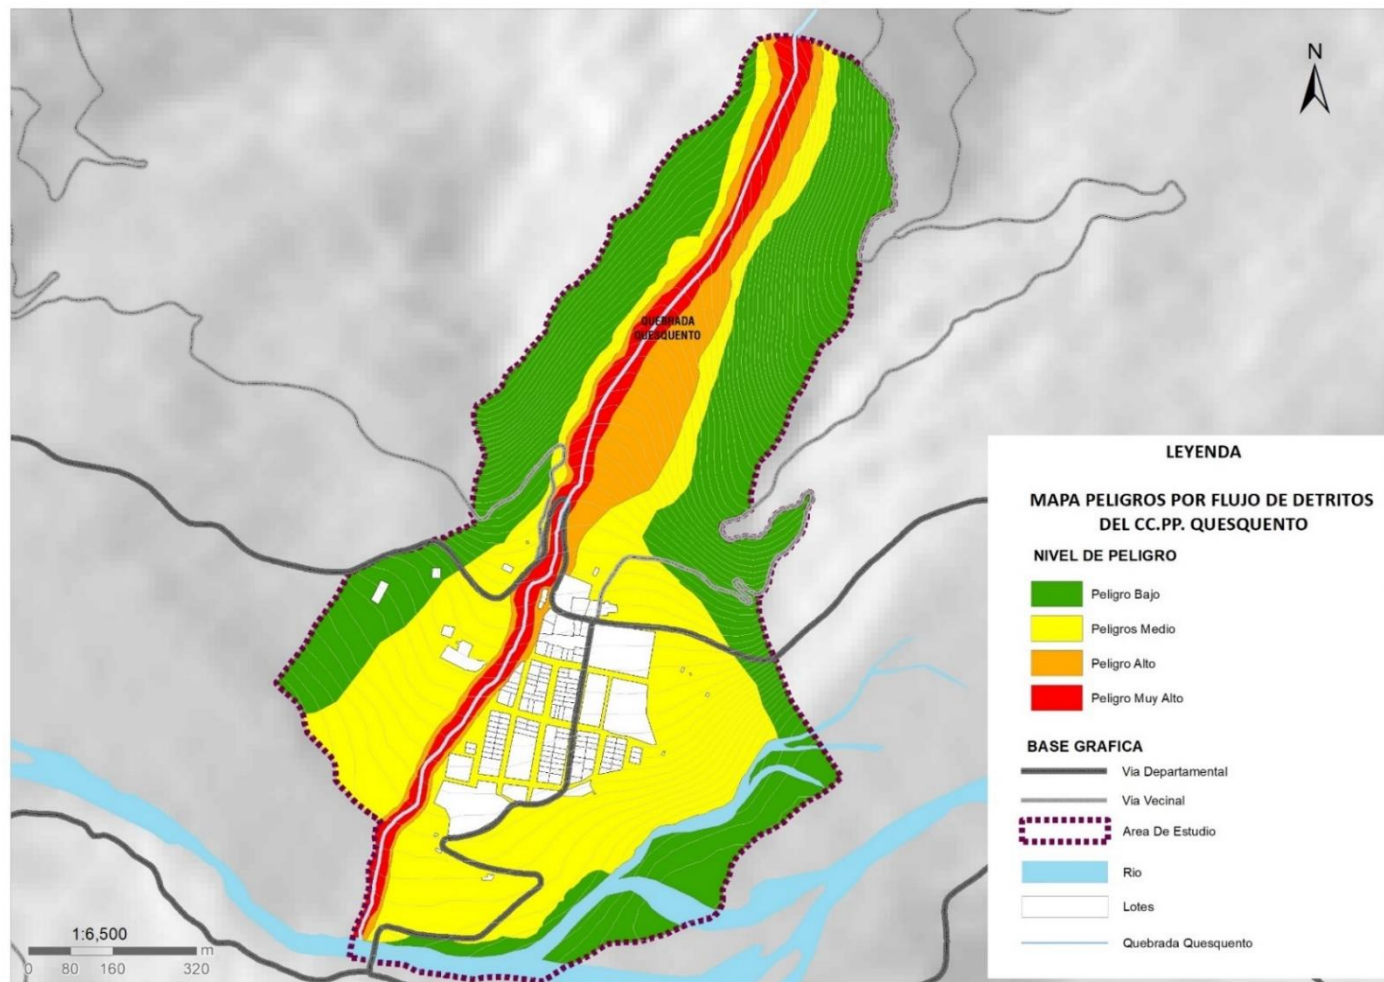 N
QUEBRADA
QUESQUENTO
LEYENDA
MAPA PELIGROS POR FLUJO DE DETRITOS
DEL CC.PP. QUESQUENTO
NIVEL DE PELIGRO
Peligro Bajo
Peligros Medio
Peligro Alto
Peligro Muy Alto
BASE GRAFICA
Via Departamental
Via Vecinal
Area De Estudio
Rio
Lotes
Quebrada Quesquento
1:6,500
m
0 80 160 320